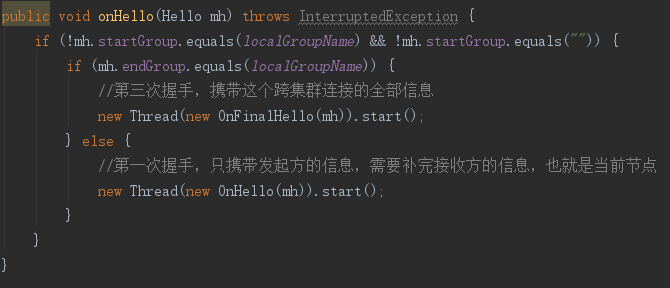 public void onHello(Hello mh) throws InterruptedException {
    if (!mh.startGroup.equals(localGroupName) && !mh.startGroup.equals("")) {
        if (mh.endGroup.equals(localGroupName)) {
            //第三次握手，携带这个跨集群连接的全部信息
            new Thread(new OnFinalHello(mh)).start();
        } else {
            //第一次握手，只携带发起方的信息，需要补完接收方的信息，也就是当前节点
            new Thread(new OnHello(mh)).start();
        }
    }
}